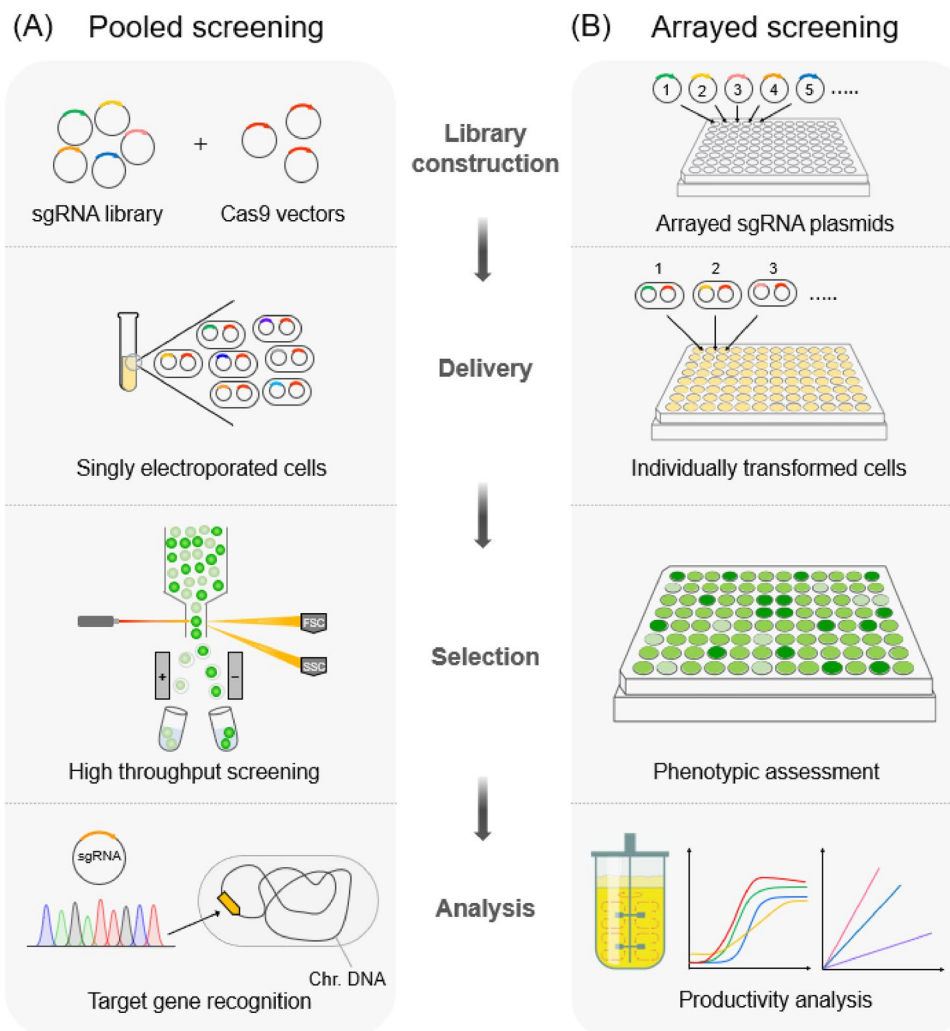 (A) Pooled screening
(B) Arrayed screening
sgRNA library
+
Cas9 vectors
Library
construction
1 2 3 4 5 .....
Arrayed sgRNA plasmids
Singly electroporated cells
Delivery
1 2 3 .....
Individually transformed cells
FSC
SSC
+ −
High throughput screening
Selection
Phenotypic assessment
sgRNA
Chr. DNA
Target gene recognition
Analysis
Productivity analysis